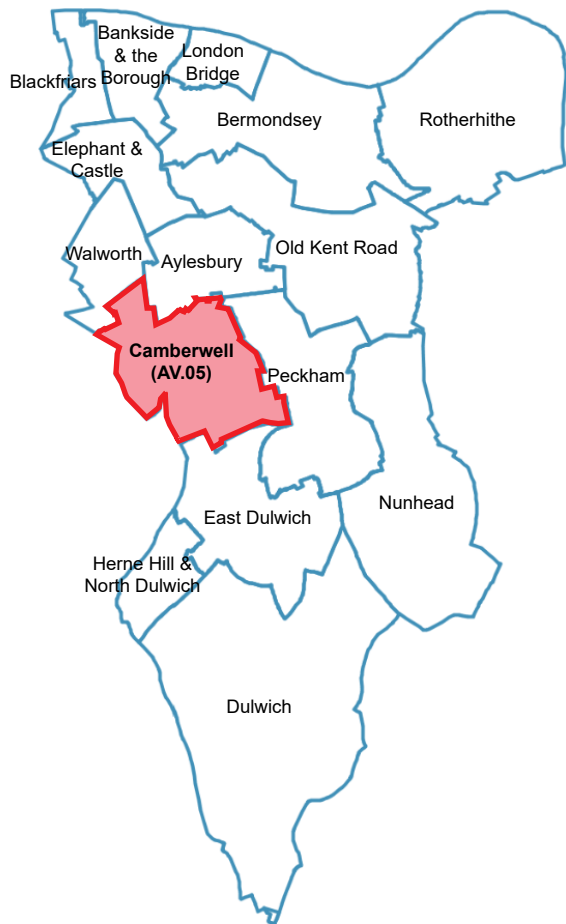 Bankside
& the
Borough
London
Bridge
Blackfriars
Bermondsey
Rotherhithe
Elephant &
Castle
Walworth
Aylesbury
Old Kent Road
Camberwell
(AV.05)
Peckham
East Dulwich
Nunhead
Herne Hill &
North Dulwich
Dulwich